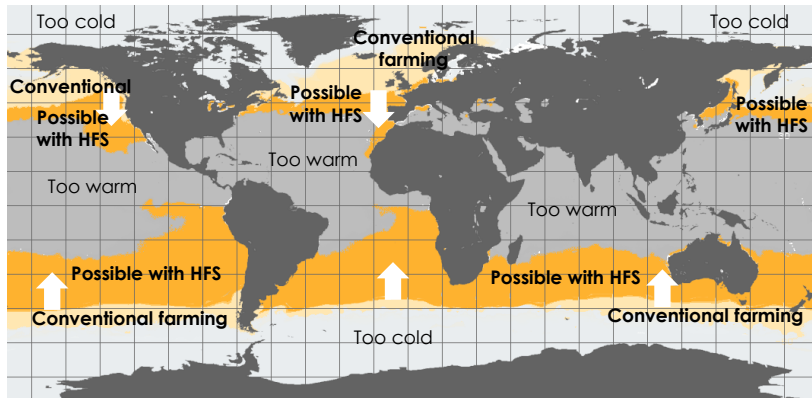 Too cold
Conventional
farming
Too cold
Conventional
Possible
with HFS
Possible
with HFS
Possible
with HFS
Too warm
Too warm
Too warm
Possible with HFS
Possible with HFS
Conventional farming
Conventional farming
Too cold